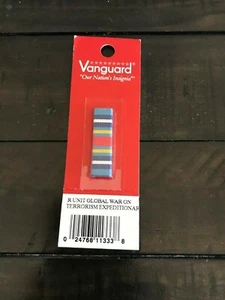 Vanguard
"Our Nation's Insignia"
R UNIT GLOBAL WAR ON
TERRORISM EXPEDITIONAR
0 24768 11333 8